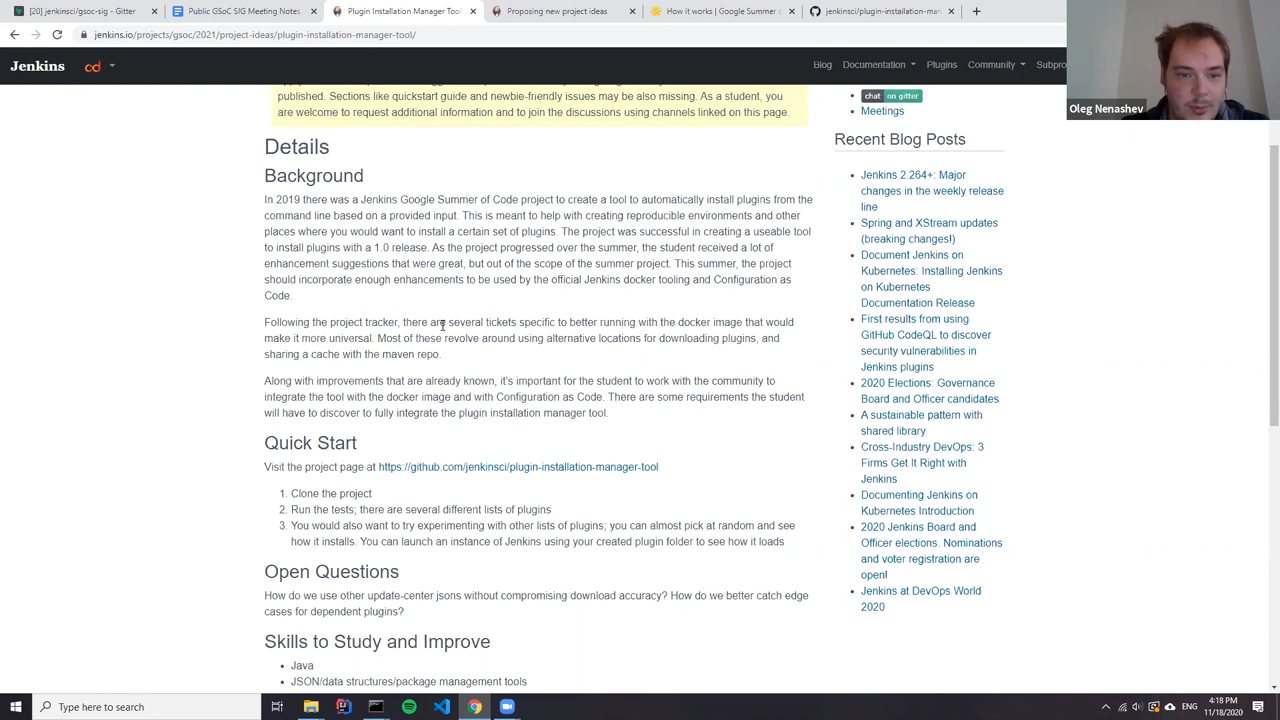 [20] jenkinsci/gsoc-sig - Gitter
Public GSoC SIG Meeting Notes
Plugin Installation Manager Tool
Proposing new project ideas
How it works | Google Summer o
jenkinsci/plugin-installation-man
jenkins.io/projects/gsoc/2021/project-ideas/plugin-installation-manager-tool/
Jenkins
cd
Blog
Documentation
Plugins
Community
Subpro
Oleg Nenashev
published. Sections like quickstart guide and newbie-friendly issues may be also missing. As a student, you
are welcome to request additional information and to join the discussions using channels linked on this page.
Details
Background
In 2019 there was a Jenkins Google Summer of Code project to create a tool to automatically install plugins from the
command line based on a provided input. This is meant to help with creating reproducible environments and other
places where you would want to install a certain set of plugins. The project was successful in creating a useable tool
to install plugins with a 1.0 release. As the project progressed over the summer, the student received a lot of
enhancement suggestions that were great, but out of the scope of the summer project. This summer, the project
should incorporate enough enhancements to be used by the official Jenkins docker tooling and Configuration as
Code.
Following the project tracker, there are several tickets specific to better running with the docker image that would
make it more universal. Most of these revolve around using alternative locations for downloading plugins, and
sharing a cache with the maven repo.
Along with improvements that are already known, it's important for the student to work with the community to
integrate the tool with the docker image and with Configuration as Code. There are some requirements the student
will have to discover to fully integrate the plugin installation manager tool.
Quick Start
Visit the project page at https://github.com/jenkinsci/plugin-installation-manager-tool
1. Clone the project
2. Run the tests; there are several different lists of plugins
3. You would also want to try experimenting with other lists of plugins; you can almost pick at random and see
how it installs. You can launch an instance of Jenkins using your created plugin folder to see how it loads
Open Questions
How do we use other update-center jsons without compromising download accuracy? How do we better catch edge
cases for dependent plugins?
Skills to Study and Improve
Java
JSON/data structures/package management tools
chat on gitter
Meetings
Recent Blog Posts
Jenkins 2.264+: Major
changes in the weekly release
line
Spring and XStream updates
(breaking changes!)
Document Jenkins on
Kubernetes: Installing Jenkins
on Kubernetes
Documentation Release
First results from using
GitHub CodeQL to discover
security vulnerabilities in
Jenkins plugins
2020 Elections: Governance
Board and Officer candidates
A sustainable pattern with
shared library
Cross-Industry DevOps: 3
Firms Get It Right with
Jenkins
Documenting Jenkins on
Kubernetes Introduction
2020 Jenkins Board and
Officer elections. Nominations
and voter registration are
open!
Jenkins at DevOps World
2020
Type here to search
ENG
4:18 PM
11/18/2020